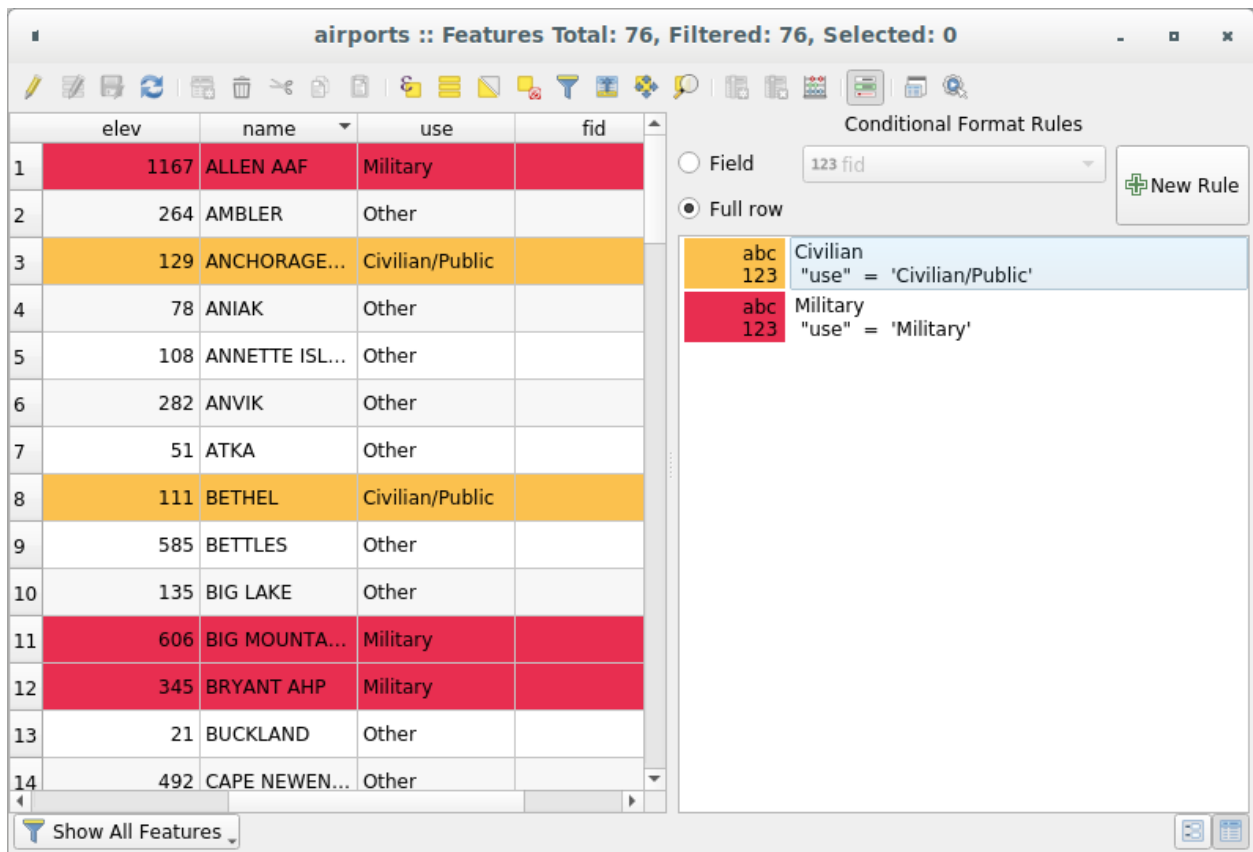 airports :: Features Total: 76, Filtered: 76, Selected: 0
elev name use fid
1 1167 ALLEN AAF Military
2 264 AMBLER Other
3 129 ANCHORAGE... Civilian/Public
4 78 ANIAK Other
5 108 ANNETTE ISL... Other
6 282 ANVIK Other
7 51 ATKA Other
8 111 BETHEL Civilian/Public
9 585 BETTLES Other
10 135 BIG LAKE Other
11 606 BIG MOUNTA... Military
12 345 BRYANT AHP Military
13 21 BUCKLAND Other
14 492 CAPE NEWEN... Other
Show All Features
Conditional Format Rules
Field 123 fid
New Rule
Full row
abc Civilian
123 "use" = 'Civilian/Public'
abc Military
123 "use" = 'Military'